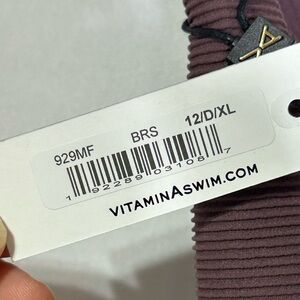 929MF BRS 12/D/XL
1 92289 03108 7
VITAMINASWIM.COM